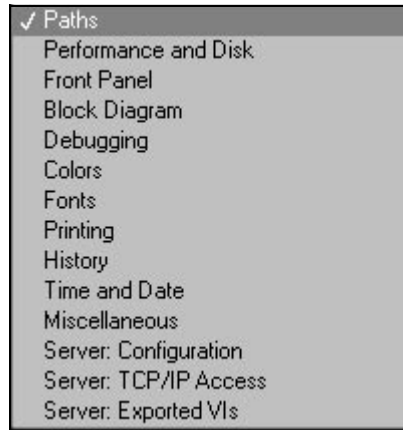 ✓ Paths
Performance and Disk
Front Panel
Block Diagram
Debugging
Colors
Fonts
Printing
History
Time and Date
Miscellaneous
Server: Configuration
Server: TCP/IP Access
Server: Exported VIs